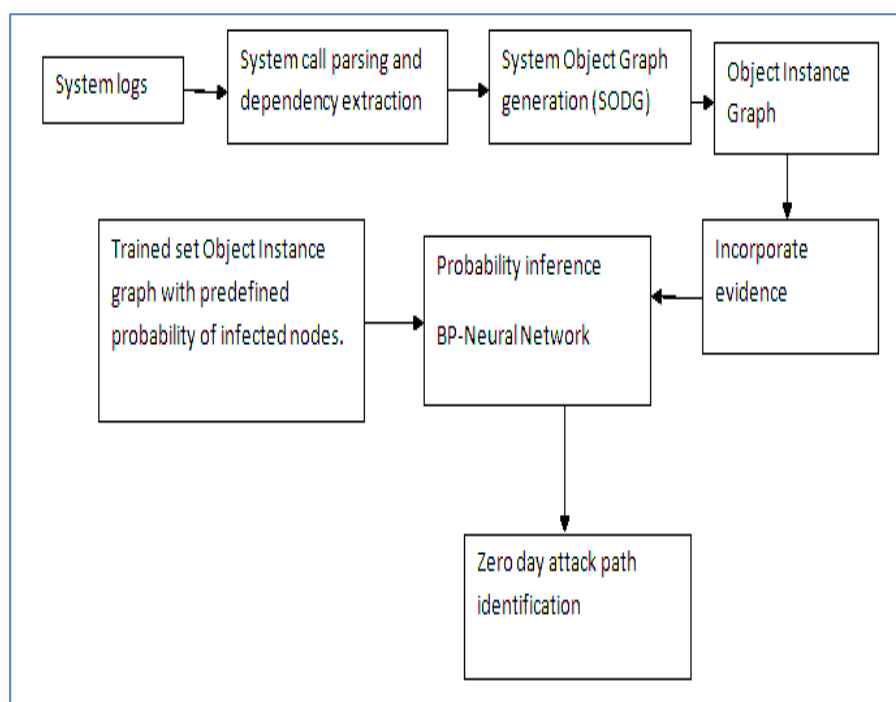 System logs
System call parsing and
dependency extraction
System Object Graph
generation (SODG)
Object Instance
Graph
Trained set Object Instance
graph with predefined
probability of infected nodes.
Probability inference
BP-Neural Network
Incorporate
evidence
Zero day attack path
identification